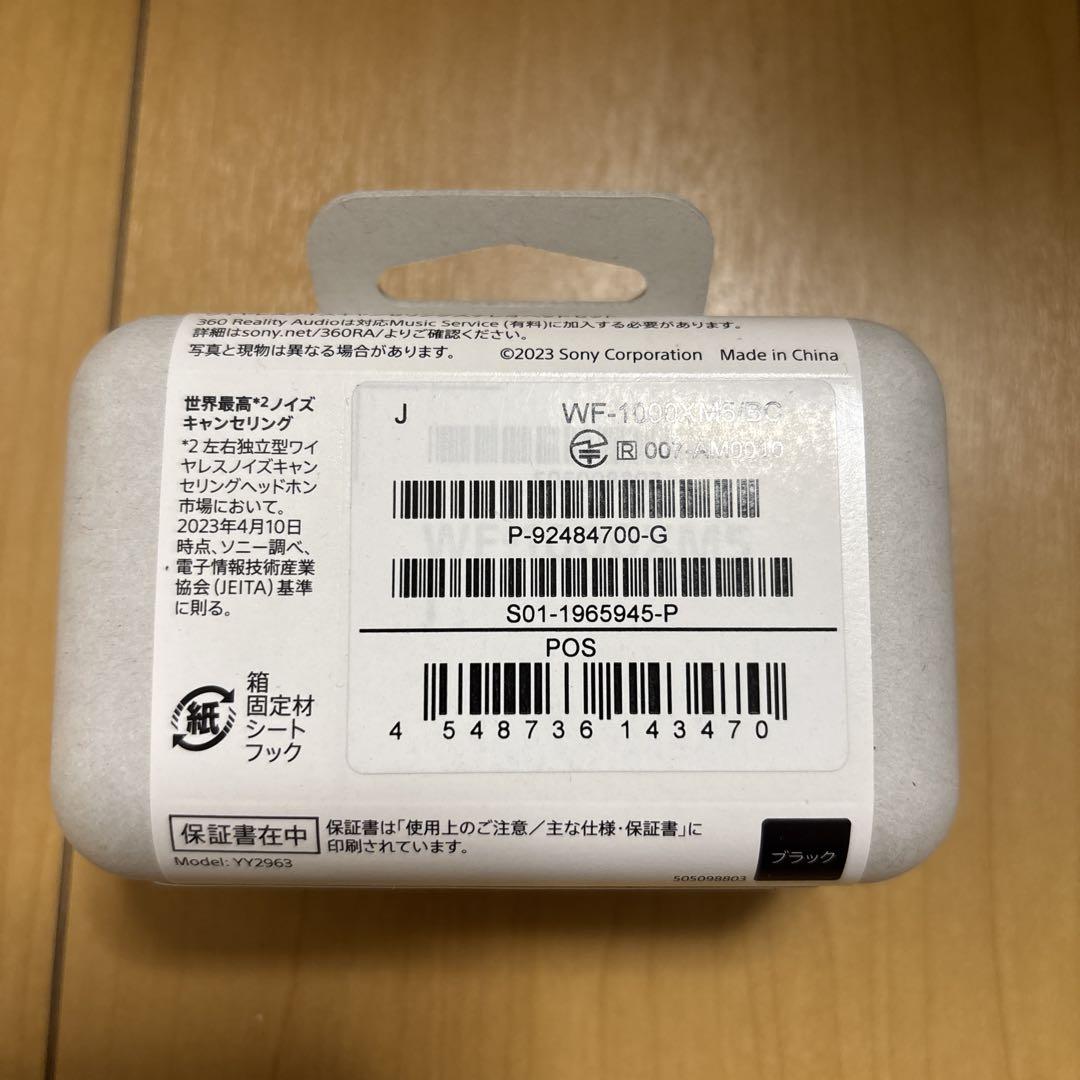 360 Reality Audioは対応Music Service (有料)に加入する必要があります。
詳細はsony.net/360RA/よりご確認ください。
写真と現物は異なる場合があります。 ©2023 Sony Corporation Made in China
世界最高*2ノイズ
キャンセリング
*2 左右独立型ワイ
ヤレスノイズキャン
セリングヘッドホン
市場において。
2023年4月10日
時点、ソニー調べ、
電子情報技術産業
協会(JEITA)基準
に則る。
紙
箱
固定材
シート
フック
J WF-1000XM5/BC
R 007-AM0010
P-92484700-G
S01-1965945-P
POS
4 548736 143470
保証書在中
保証書は「使用上のご注意/主な仕様・保証書」に
印刷されています。
Model: YY2963
505098803
ブラック